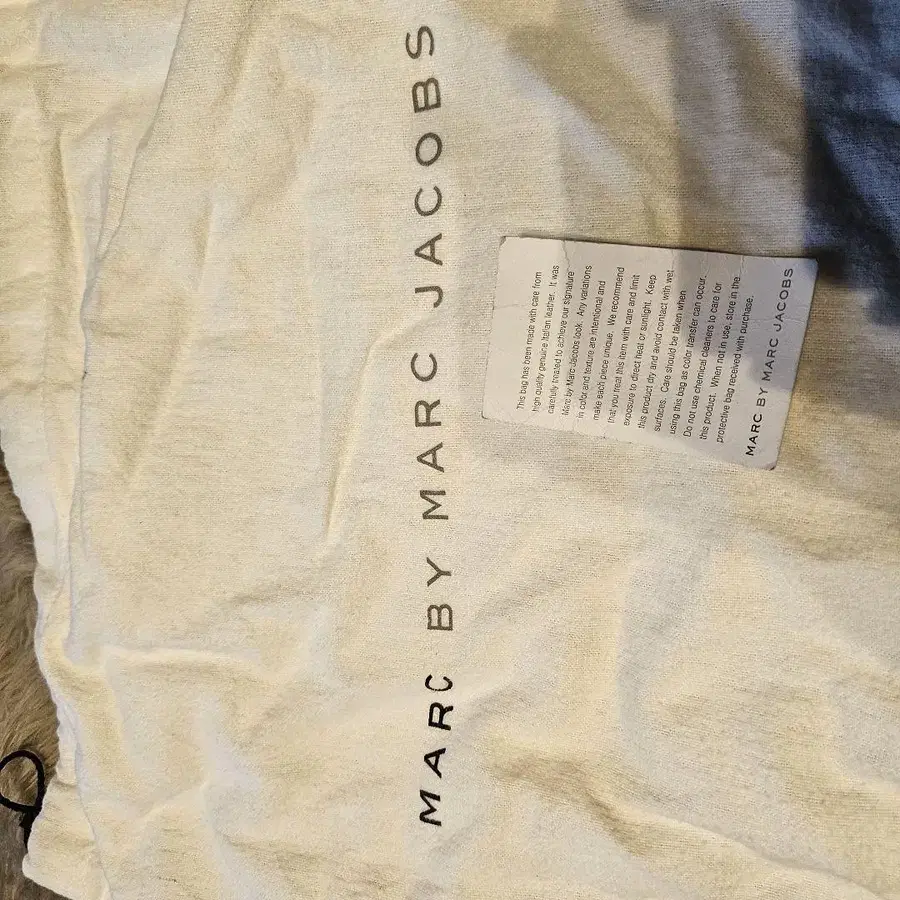 MARC BY MARC JACOBS
This bag has been made with care from
high quality genuine Italian leather. It was
carefully treated to achieve our signature
Marc by Marc Jacobs look. Any variations
in color and texture are intentional and
make each piece unique. We recommend
that you treat this item with care and limit
exposure to direct heat or sunlight. Keep
this product dry and avoid contact with wet
surfaces. Care should be taken when
using this bag as color transfer can occur.
Do not use chemical cleaners to care for
this product. When not in use, store in the
protective bag received with purchase.
MARC BY MARC JACOBS